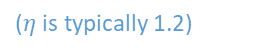 (η is typically 1.2)